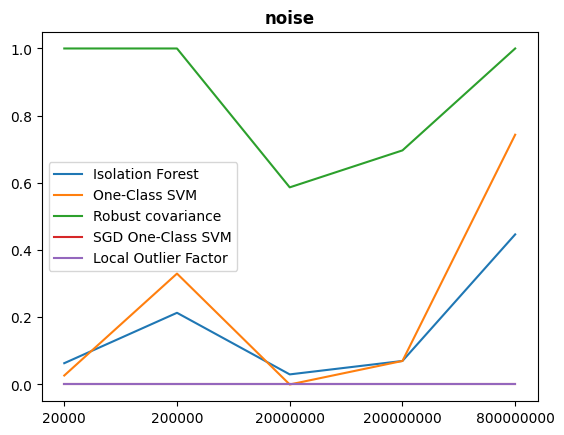 noise
1.0
0.8
0.6
0.4
0.2
0.0
Isolation Forest
One-Class SVM
Robust covariance
SGD One-Class SVM
Local Outlier Factor
20000 200000 20000000 200000000 800000000